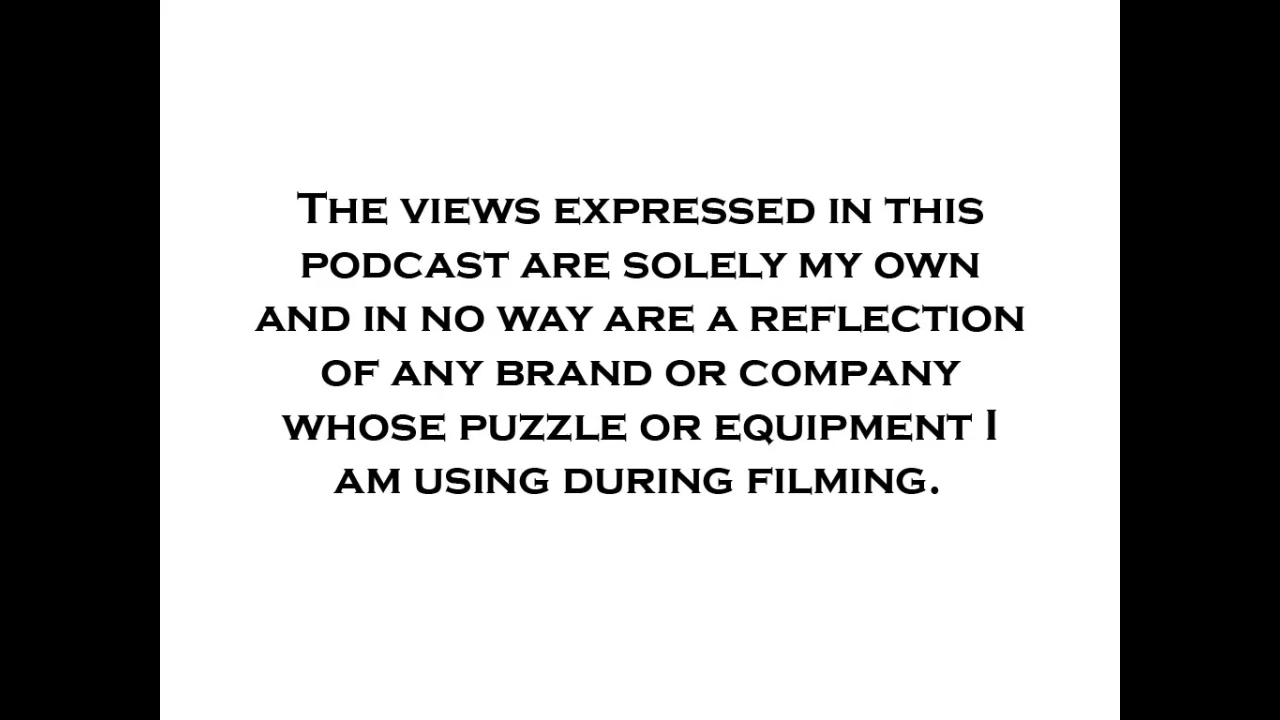 The views expressed in this
podcast are solely my own
and in no way are a reflection
of any brand or company
whose puzzle or equipment I
am using during filming.